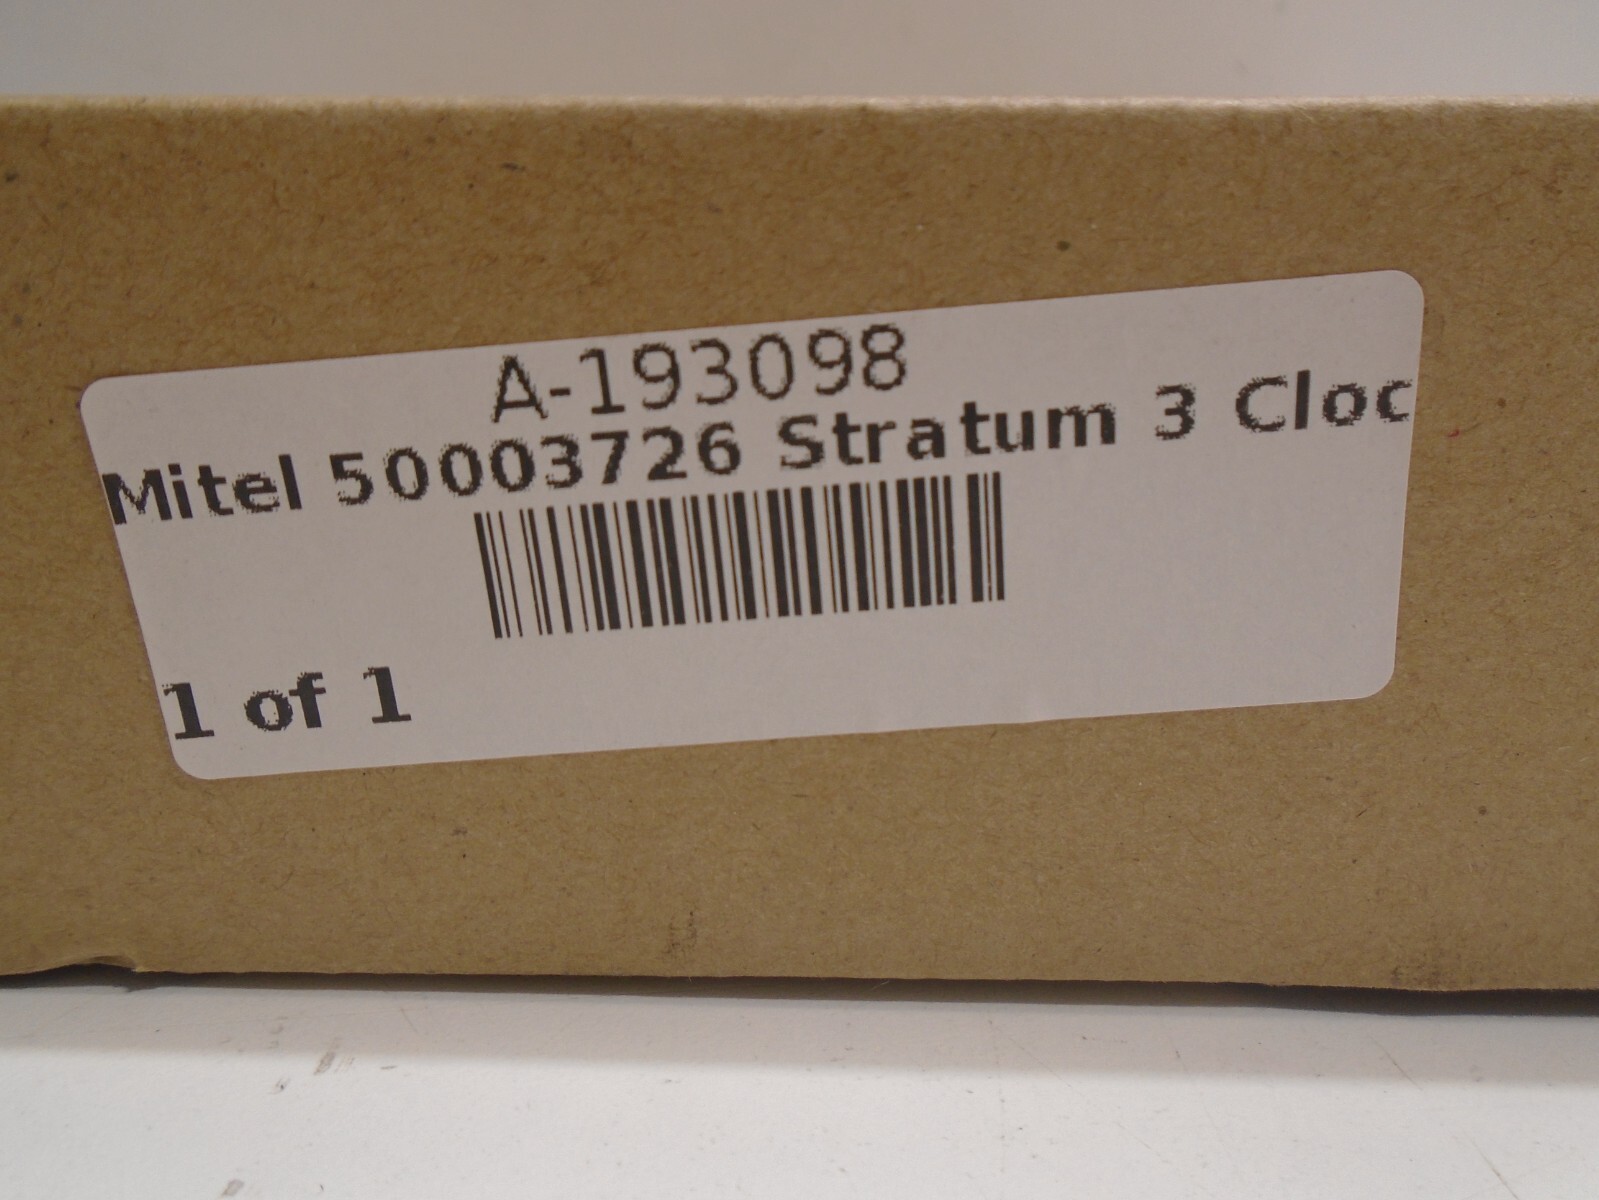 A-193098
Mitel 50003726 Stratum 3 Cloc
1 of 1